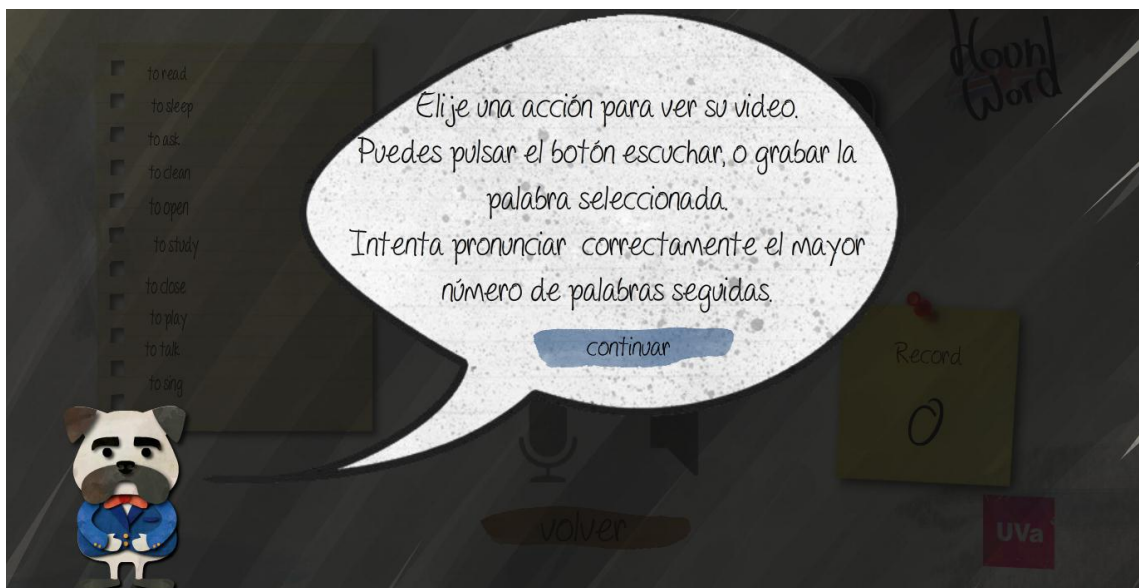 to read
to sleep
to ask
to clean
to open
to study
to close
to play
to talk
to sing
Elije una acción para ver su video.
Puedes pulsar el botón escuchar, o grabar la
palabra seleccionada.
Intenta pronunciar correctamente el mayor
número de palabras seguidas.
continuar
Houn
Word
Record
0
volver
UVa